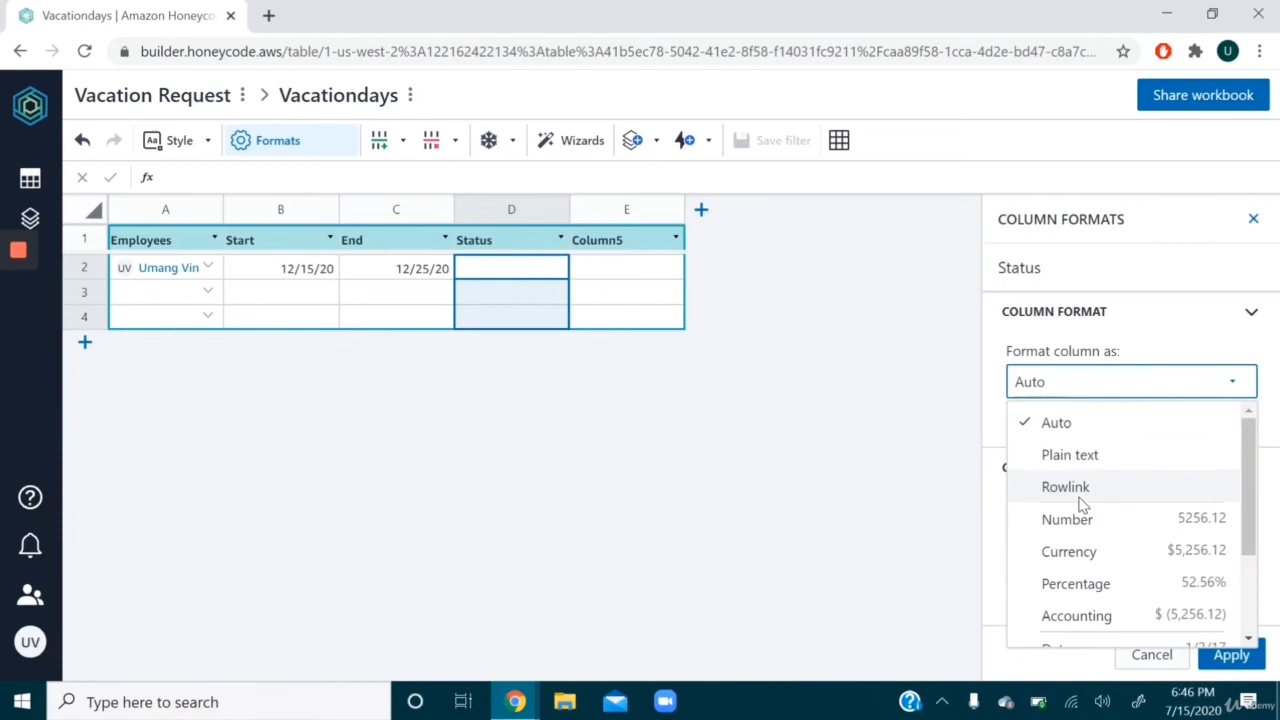 Vacationdays | Amazon Honeyco
builder.honeycode.aws/table/1-us-west-2%3A122162422134%3Atable%3A41b5ec78-5042-41e2-8f58-f14031fc9211%2Fcaa89f58-1cca-4d2e-bd47-c8a7c...
U
Vacation Request > Vacationdays
Share workbook
Aa Style
Formats
Wizards
Save filter
fx
A B C D E
1 Employees Start End Status Column5
2 UV Umang Vin 12/15/20 12/25/20
3
4
COLUMN FORMATS
Status
COLUMN FORMAT
Format column as:
Auto
Auto
Plain text
Rowlink
Number 5256.12
Currency $5,256.12
Percentage 52.56%
Accounting $ (5,256.12)
Cancel
Apply
UV
Type here to search
6:46 PM
7/15/2020
Udemy